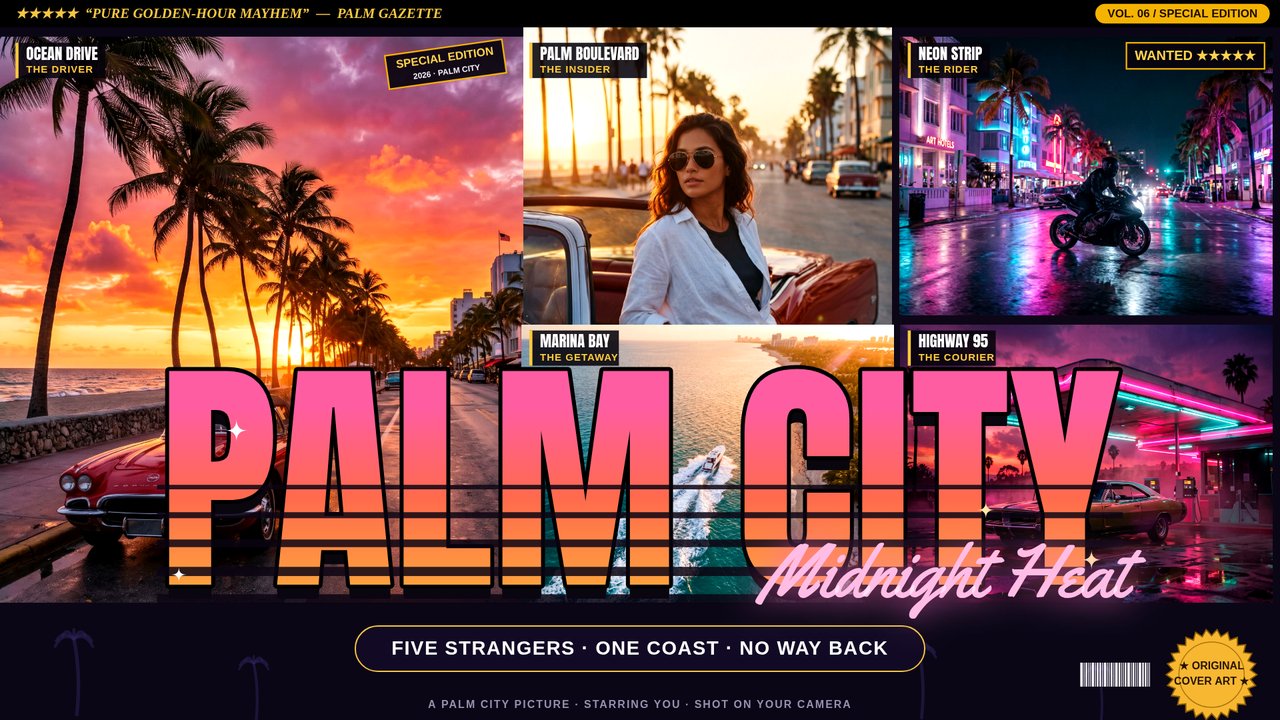 ★★★★★ “PURE GOLDEN-HOUR MAYHEM” — PALM GAZETTE
VOL. 06 / SPECIAL EDITION
OCEAN DRIVE
THE DRIVER
SPECIAL EDITION
2026 · PALM CITY
PALM BOULEVARD
THE INSIDER
NEON STRIP
THE RIDER
WANTED ★★★★★
ART HOTELS
MARINA BAY
THE GETAWAY
HIGHWAY 95
THE COURIER
PALM CITY
Midnight Heat
FIVE STRANGERS · ONE COAST · NO WAY BACK
★ ORIGINAL
COVER ART ★
A PALM CITY PICTURE · STARRING YOU · SHOT ON YOUR CAMERA